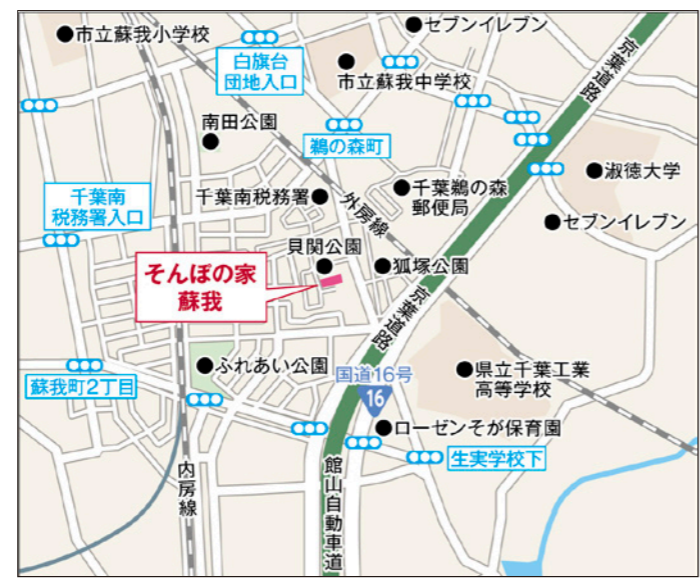 市立蘇我小学校
セブンイレブン
白旗台
団地入口
市立蘇我中学校
京葉道路
南田公園
鵜の森町
淑徳大学
千葉南
税務署入口
千葉南税務署
外房線
千葉鵜の森
郵便局
セブンイレブン
貝関公園
狐塚公園
そんぽの家
蘇我
京葉道路
ふれあい公園
国道16号
16
県立千葉工業
高等学校
蘇我町2丁目
ローゼンそが保育園
生実学校下
内房線
館山自動車道